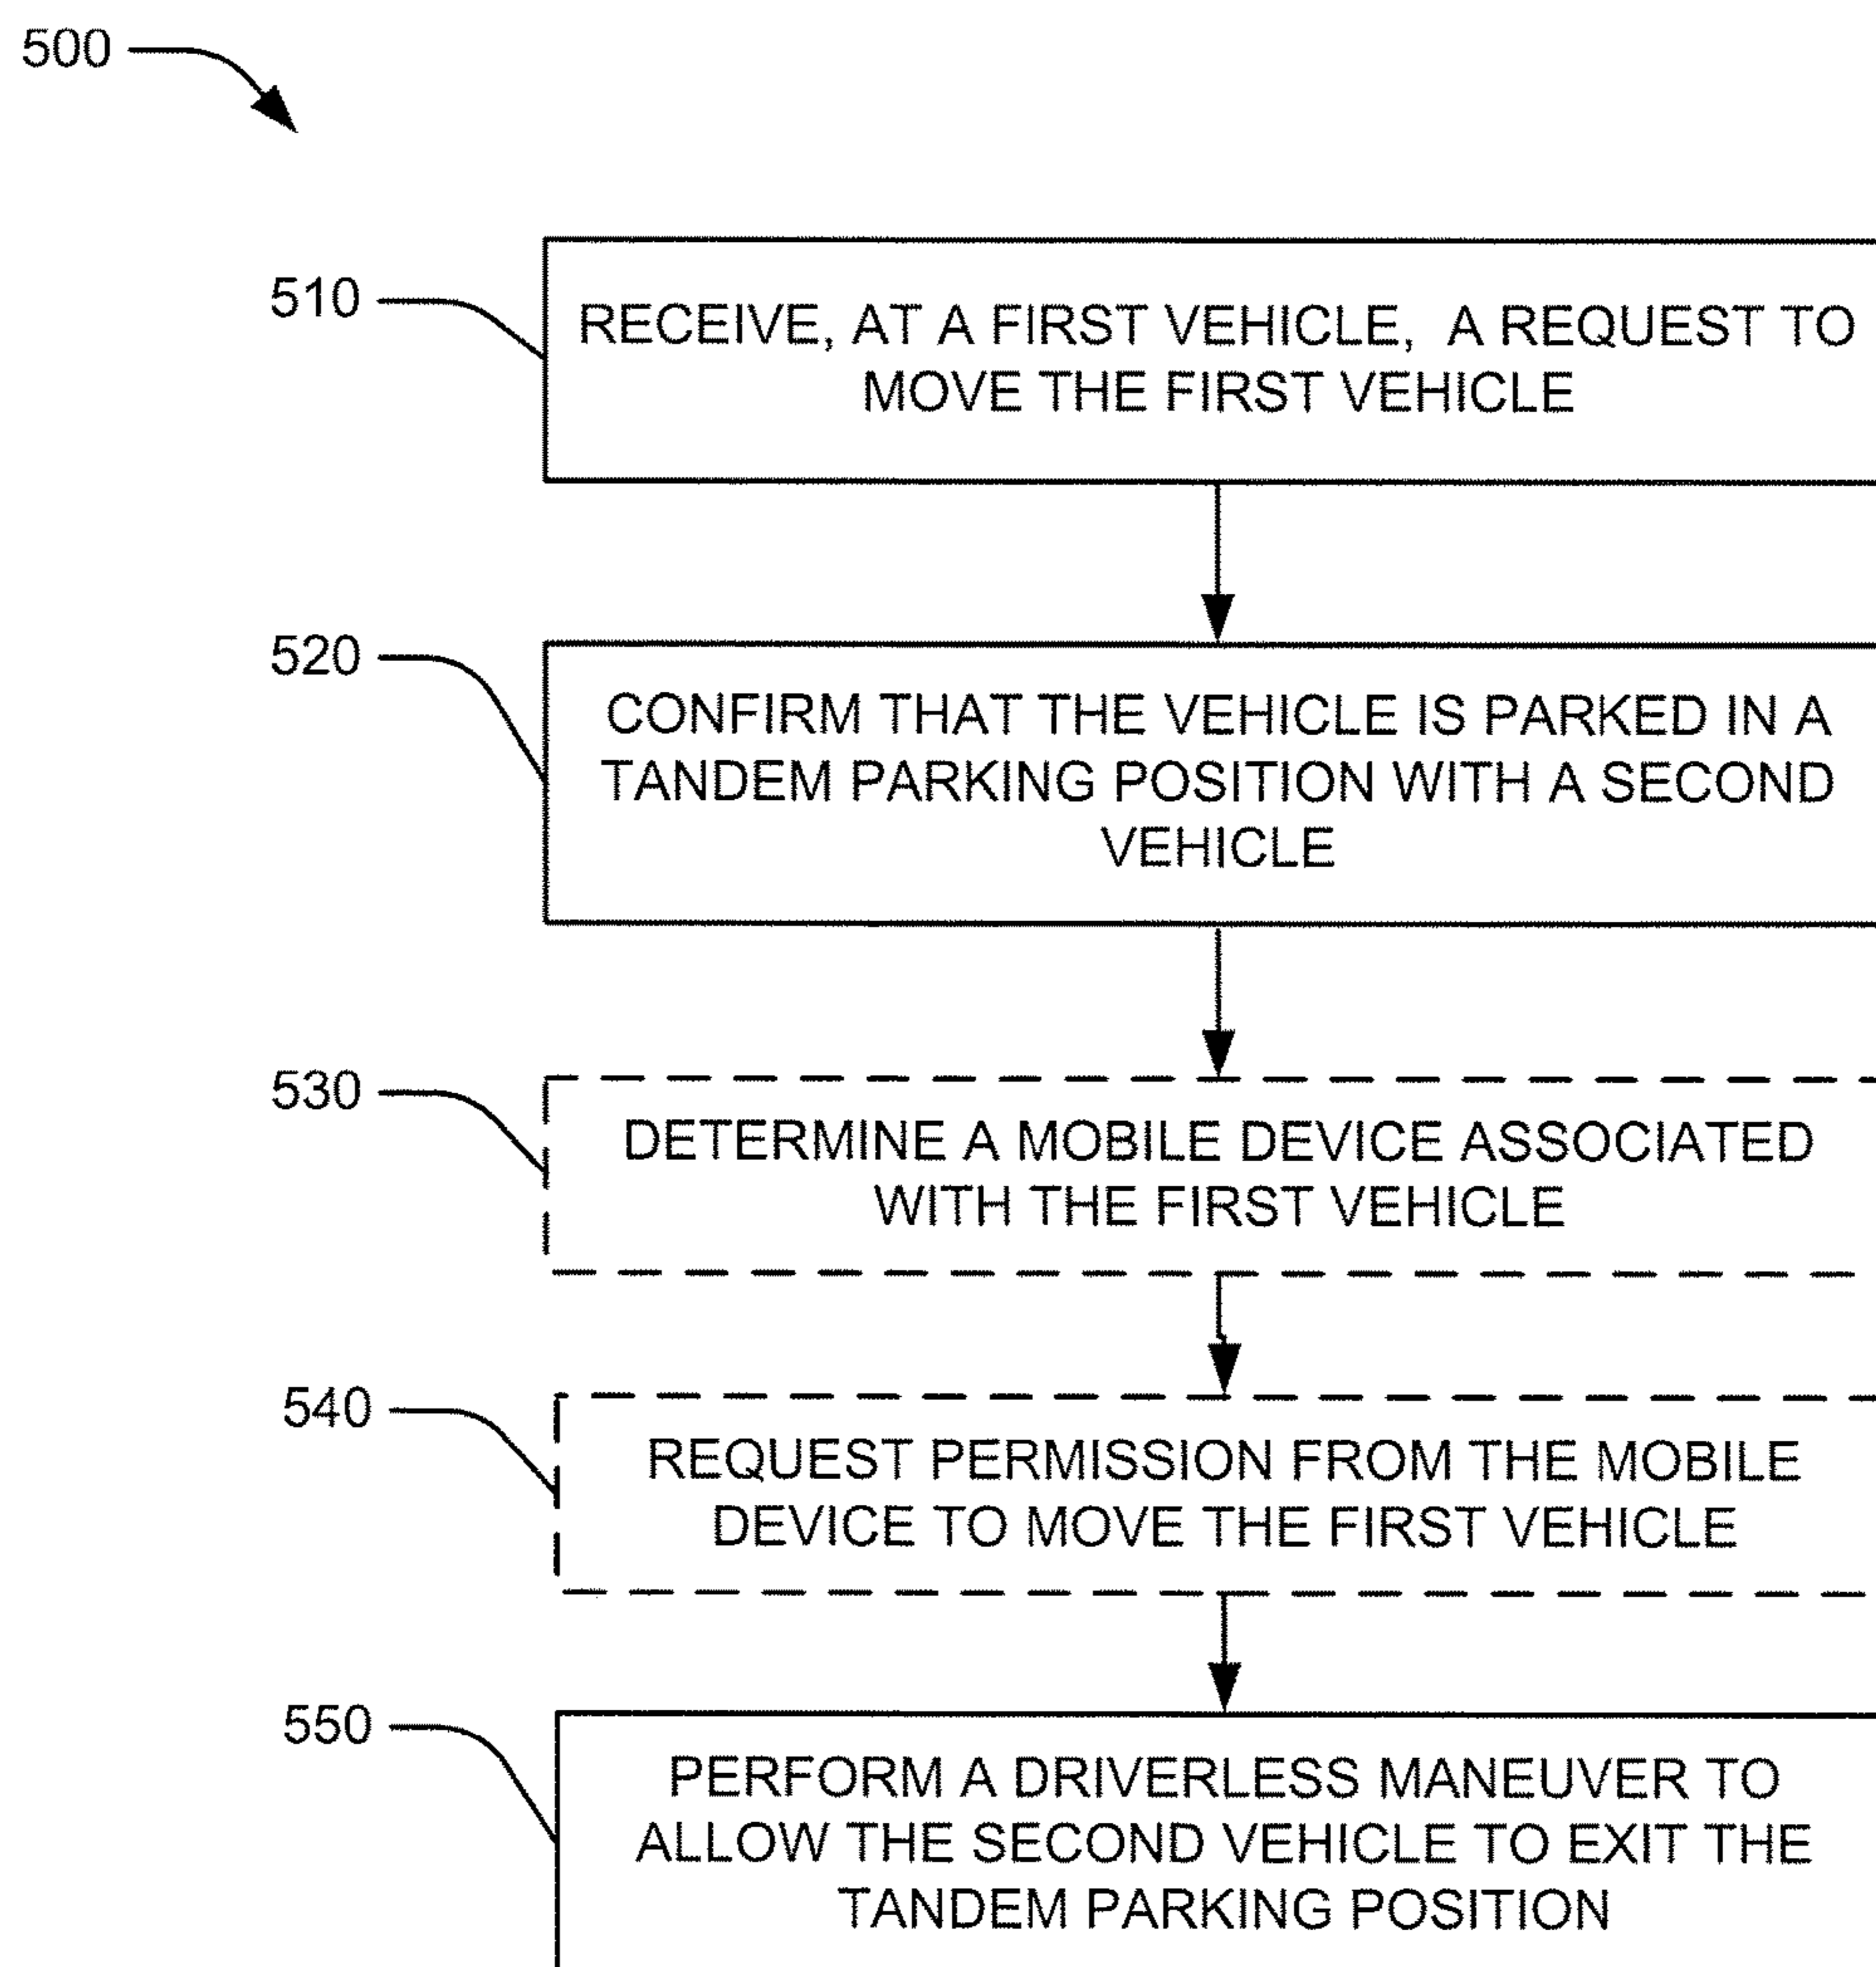 500
510
RECEIVE, AT A FIRST VEHICLE, A REQUEST TO
MOVE THE FIRST VEHICLE
520
CONFIRM THAT THE VEHICLE IS PARKED IN A
TANDEM PARKING POSITION WITH A SECOND
VEHICLE
530
DETERMINE A MOBILE DEVICE ASSOCIATED
WITH THE FIRST VEHICLE
540
REQUEST PERMISSION FROM THE MOBILE
DEVICE TO MOVE THE FIRST VEHICLE
550
PERFORM A DRIVERLESS MANEUVER TO
ALLOW THE SECOND VEHICLE TO EXIT THE
TANDEM PARKING POSITION